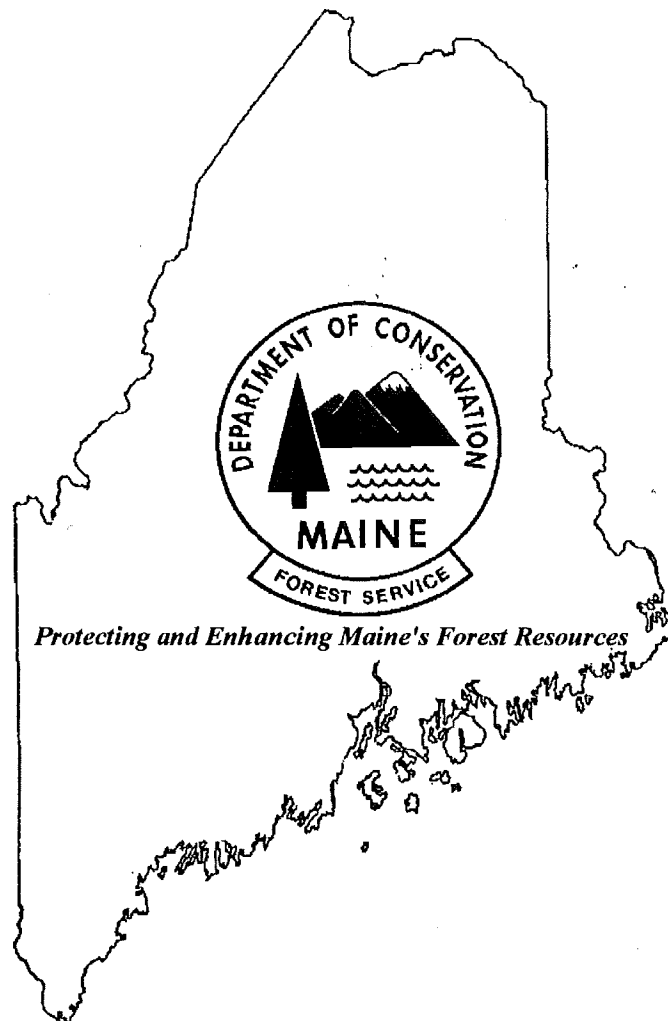 DEPARTMENT OF CONSERVATION
MAINE
FOREST SERVICE
Protecting and Enhancing Maine's Forest Resources